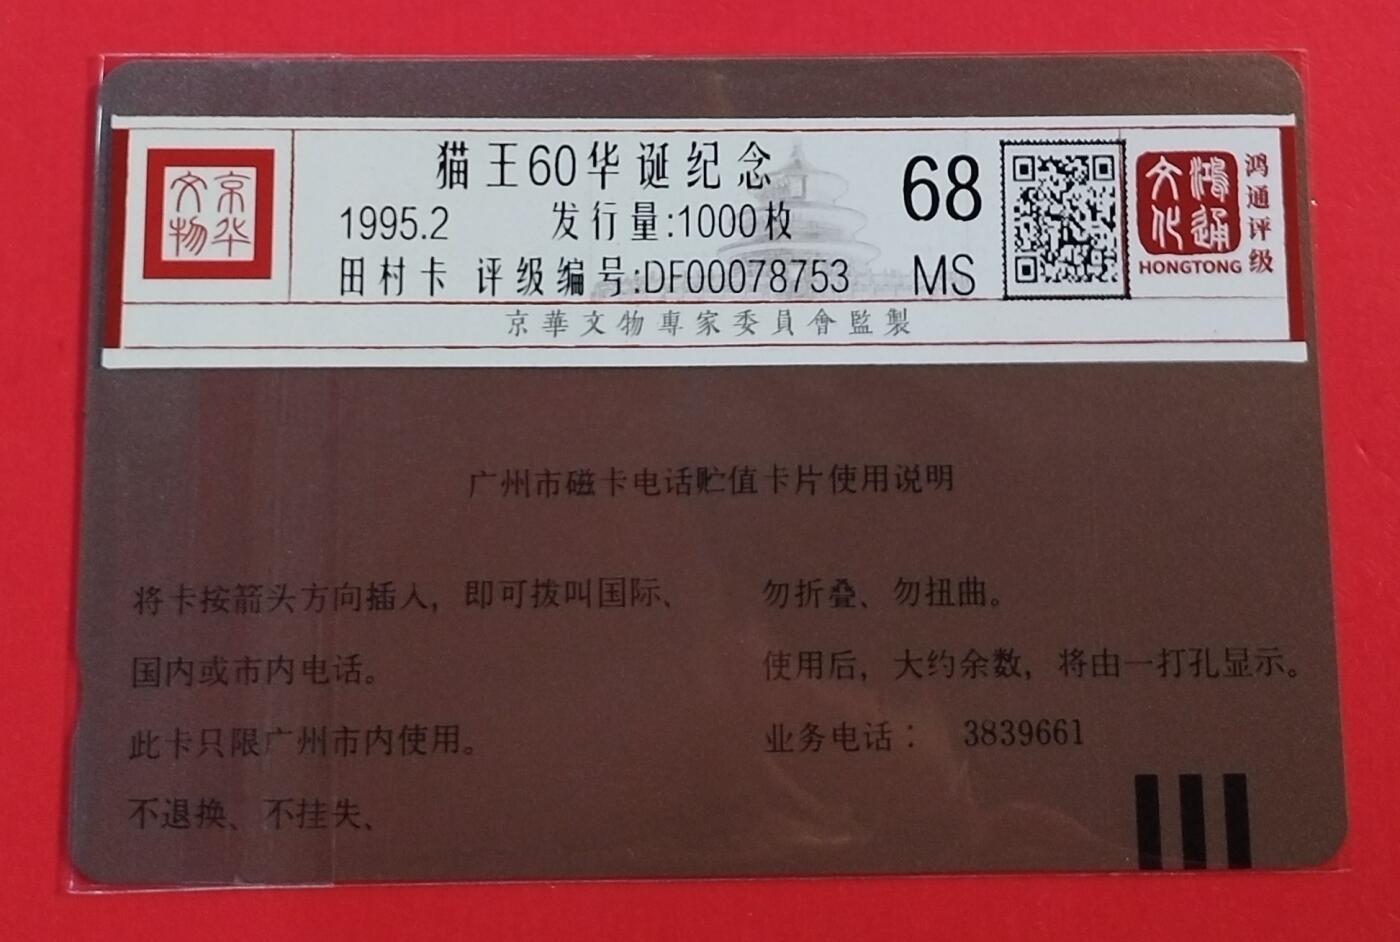 京华
文物
猫王60华诞纪念
1995.2 发行量:1000枚
田村卡 评级编号:DF00078753
68
MS
鸿通
文化
HONGTONG
鸿通评级
京華文物專家委員會監製
广州市磁卡电话贮值卡片使用说明
将卡按箭头方向插入，即可拨叫国际、
国内或市内电话。
此卡只限广州市内使用。
不退换、不挂失、
勿折叠、勿扭曲。
使用后，大约余数，将由一打孔显示。
业务电话： 3839661